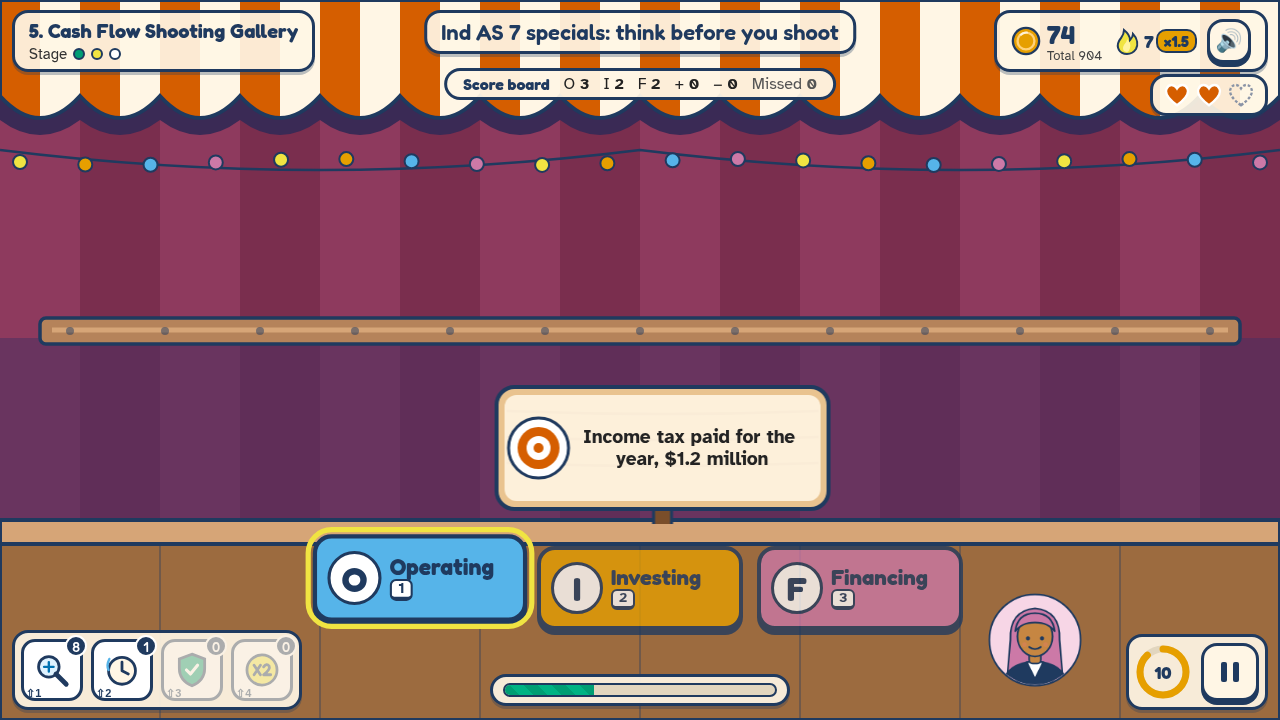 5. Cash Flow Shooting Gallery
Stage
Ind AS 7 specials: think before you shoot
Score board O 3 I 2 F 2 + 0 – 0 Missed 0
74
Total 904
7 ×1.5
Income tax paid for the
year, $1.2 million
O Operating
1
I Investing
2
F Financing
3
8
⇧1
1
⇧2
0
⇧3
0
X2
⇧4
10